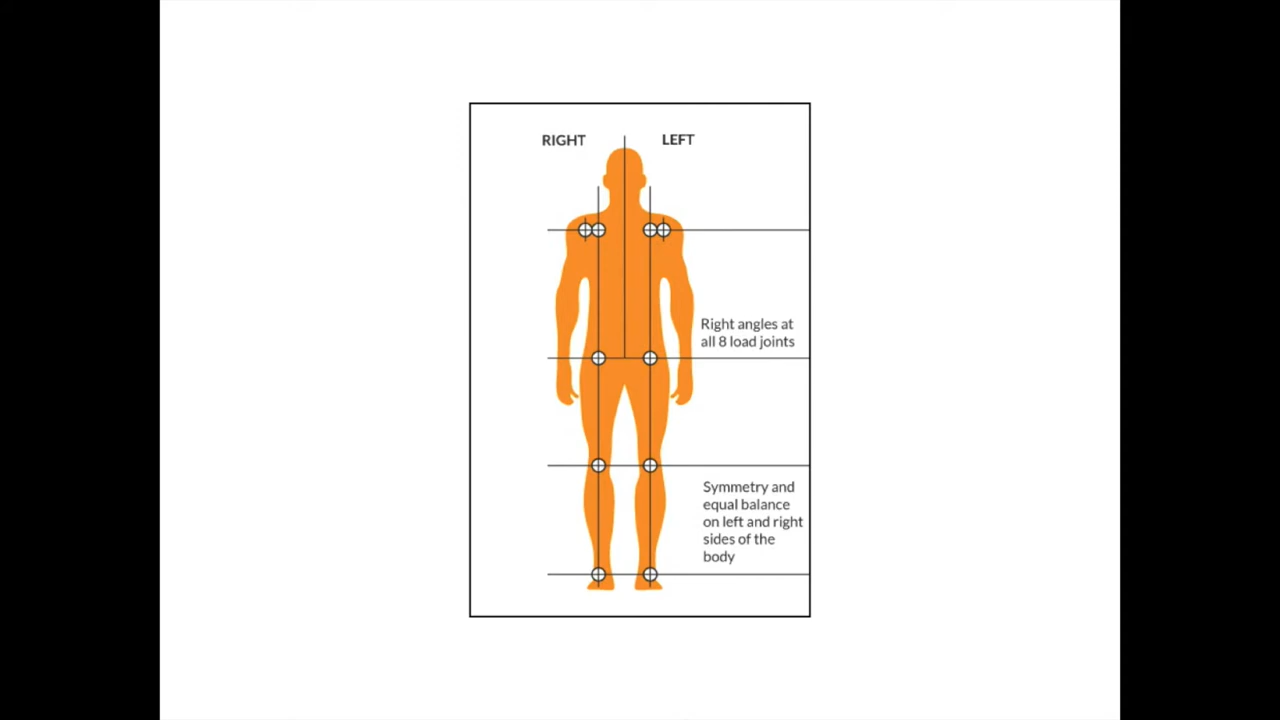 RIGHT LEFT
Right angles at
all 8 load joints
Symmetry and
equal balance
on left and right
sides of the
body